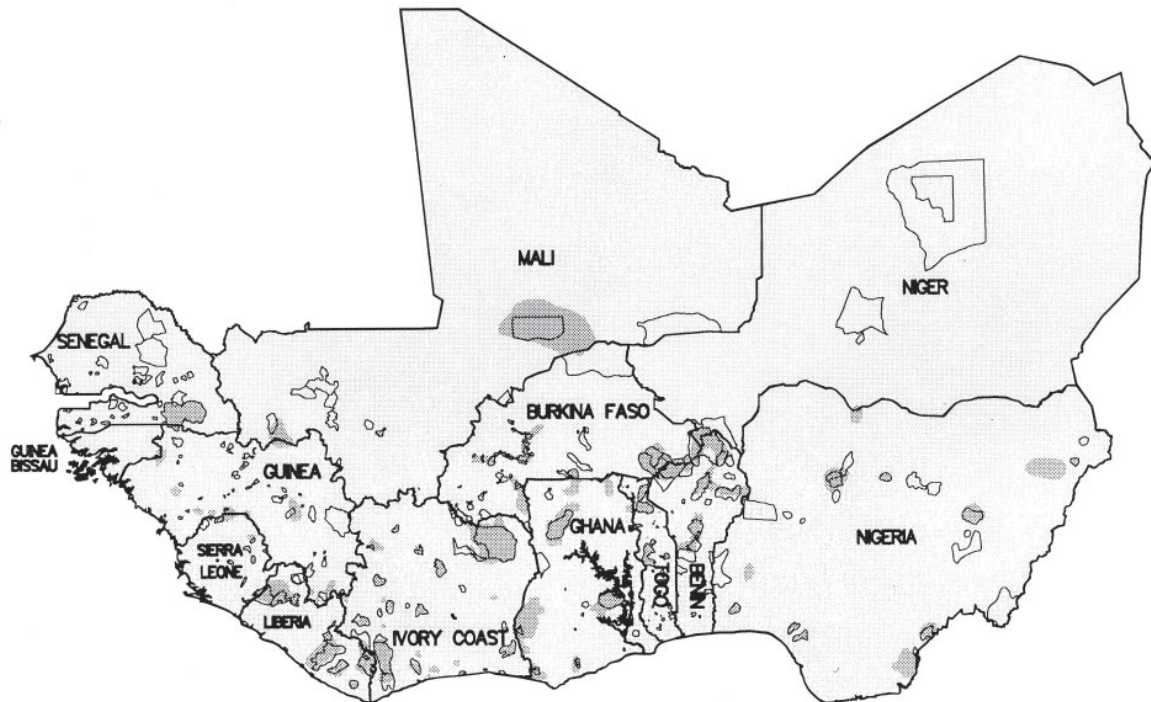 MALI
NIGER
SENEGAL
BURKINA FASO
GUINEA
BISSAU
GUINEA
GHANA
NIGERIA
SIERRA
LEONE
TOGO
BENIN
LIBERIA
IVORY COAST